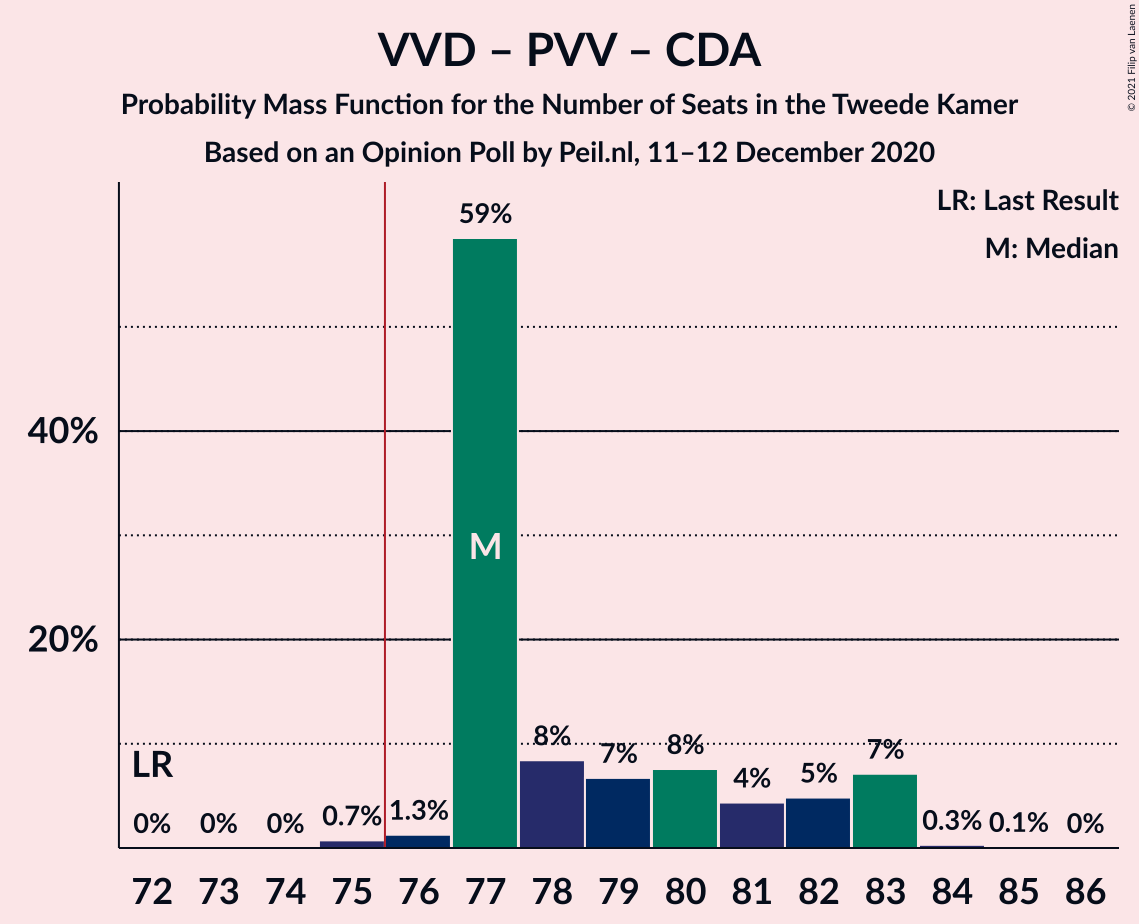 VVD – PVV – CDA
Probability Mass Function for the Number of Seats in the Tweede Kamer
Based on an Opinion Poll by Peil.nl, 11–12 December 2020
© 2021 Filip van Laenen
LR: Last Result
M: Median
59%
40%
M
20%
LR
8%
7%
8%
4%
5%
7%
0%
0%
0%
0.7%
1.3%
0.3%
0.1%
0%
72 73 74 75 76 77 78 79 80 81 82 83 84 85 86